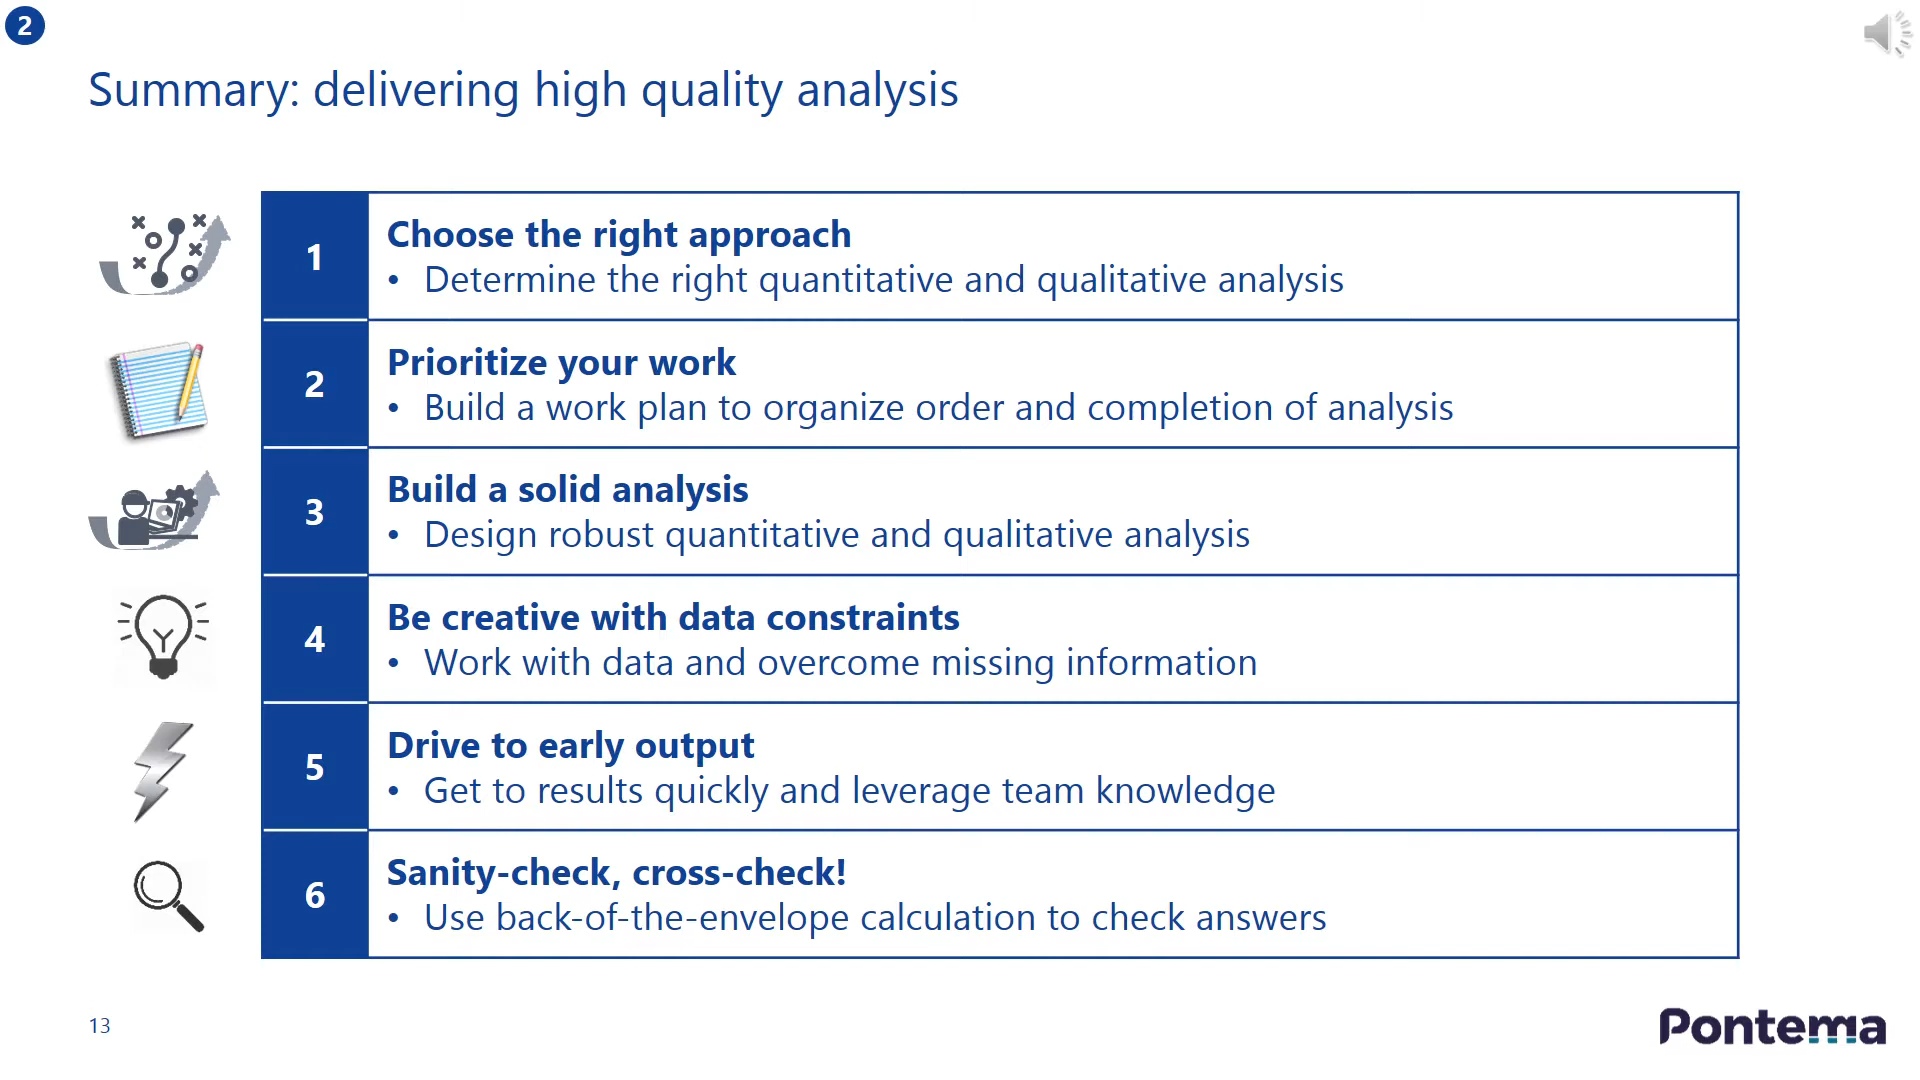 2
Summary: delivering high quality analysis
1
Choose the right approach
• Determine the right quantitative and qualitative analysis
2
Prioritize your work
• Build a work plan to organize order and completion of analysis
3
Build a solid analysis
• Design robust quantitative and qualitative analysis
4
Be creative with data constraints
• Work with data and overcome missing information
5
Drive to early output
• Get to results quickly and leverage team knowledge
6
Sanity-check, cross-check!
• Use back-of-the-envelope calculation to check answers
13
Pontema